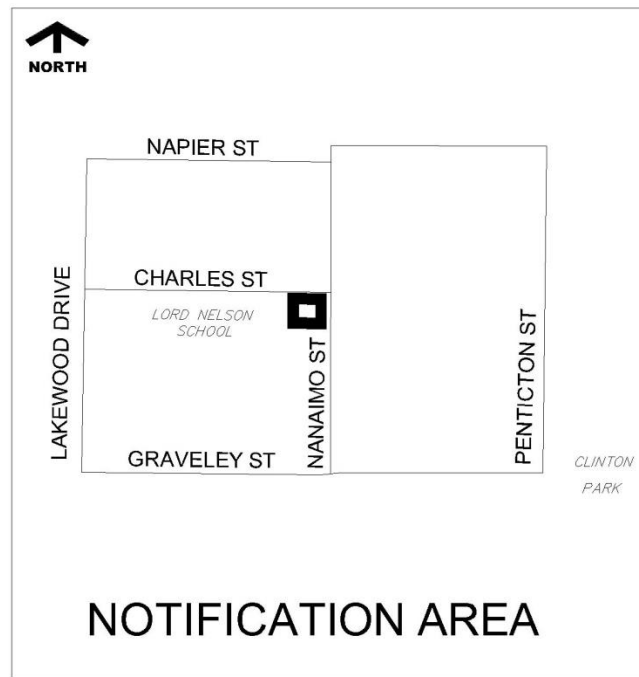 NORTH
NAPIER ST
CHARLES ST
LORD NELSON
SCHOOL
LAKEWOOD DRIVE
NANAIMO ST
PENTICTON ST
GRAVELEY ST
CLINTON
PARK
NOTIFICATION AREA